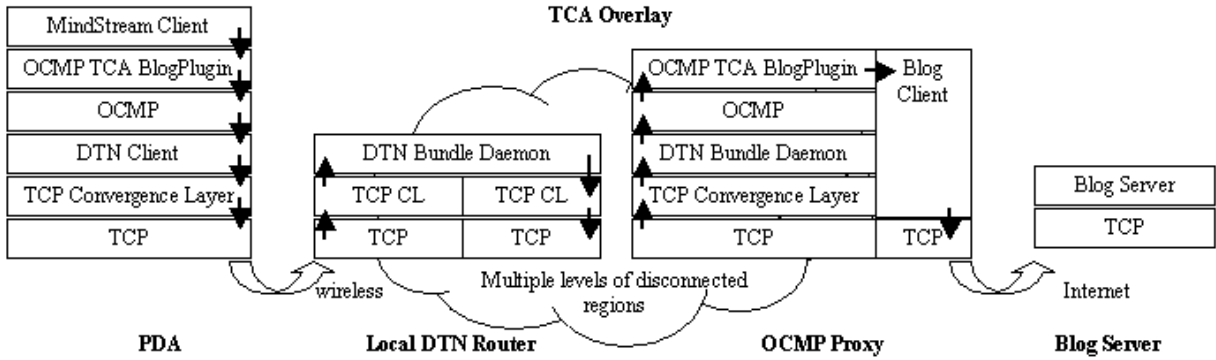 TCA Overlay
MindStream Client
OCMP TCA BlogPlugin
OCMP
DTN Client
TCP Convergence Layer
TCP
PDA
wireless
DTN Bundle Daemon
TCP CL
TCP CL
TCP
TCP
Local DTN Router
Multiple levels of disconnected
regions
OCMP TCA BlogPlugin
OCMP
DTN Bundle Daemon
TCP Convergence Layer
TCP
Blog
Client
TCP
OCMP Proxy
Internet
Blog Server
TCP
Blog Server